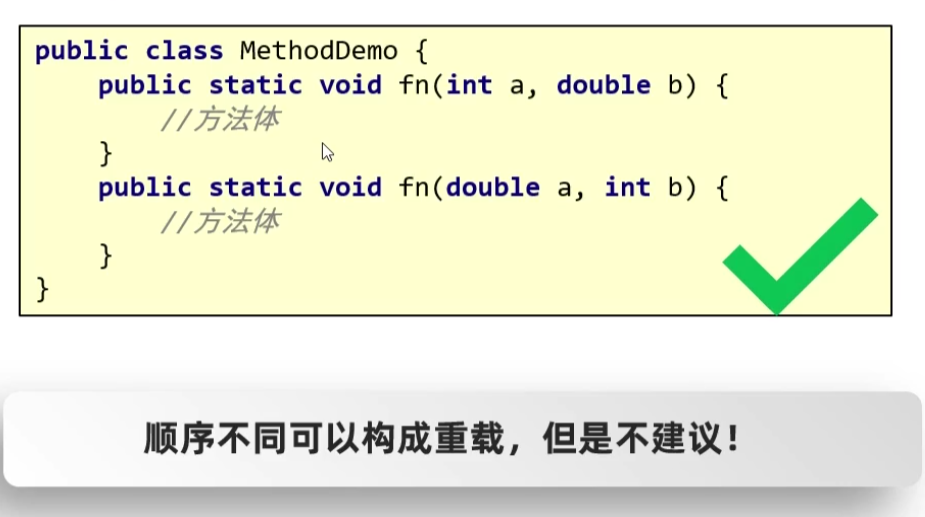 public class MethodDemo {
    public static void fn(int a, double b) {
        //方法体
    }
    public static void fn(double a, int b) {
        //方法体
    }
}
顺序不同可以构成重载，但是不建议！